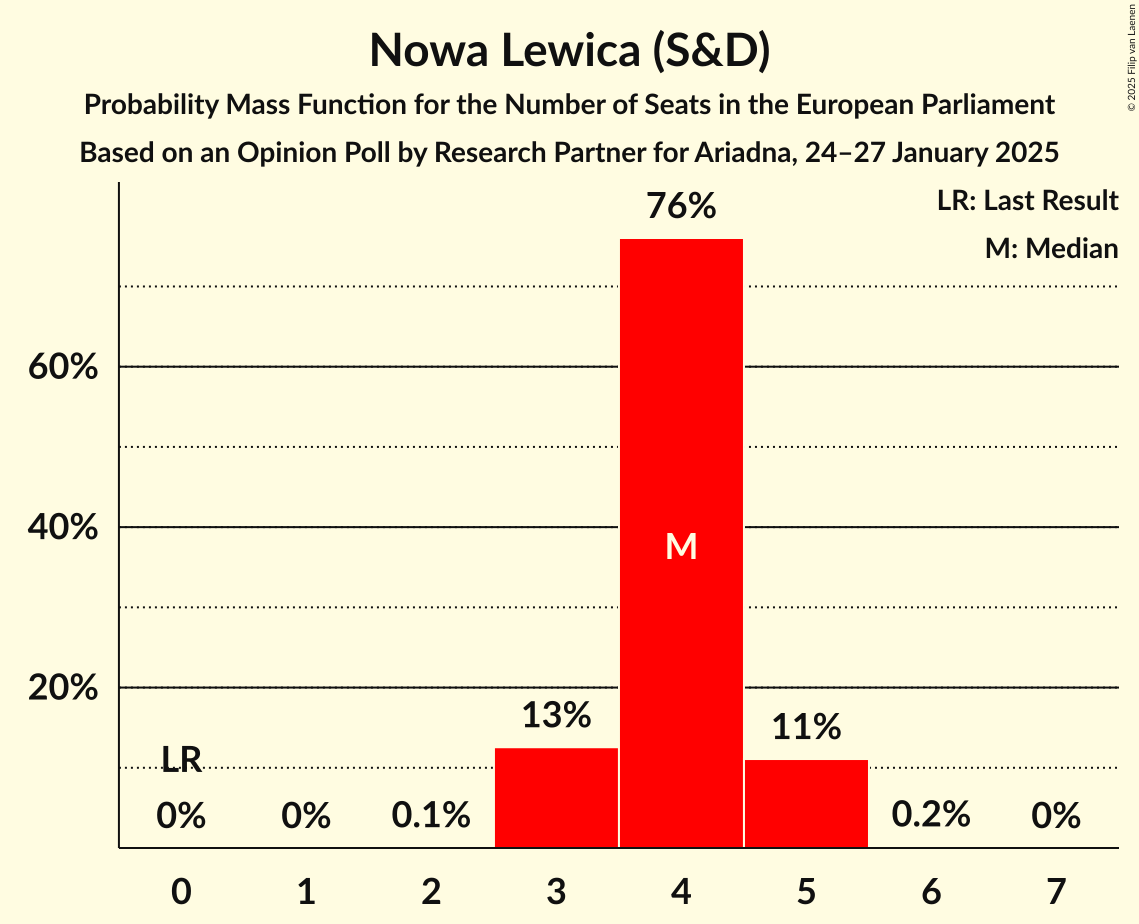 Nowa Lewica (S&D)
Probability Mass Function for the Number of Seats in the European Parliament
Based on an Opinion Poll by Research Partner for Ariadna, 24–27 January 2025
© 2025 Filip van Laenen
LR: Last Result
M: Median
76%
60%
40%
M
20%
13%
11%
LR
0%
0%
0.1%
0.2%
0%
0
1
2
3
4
5
6
7